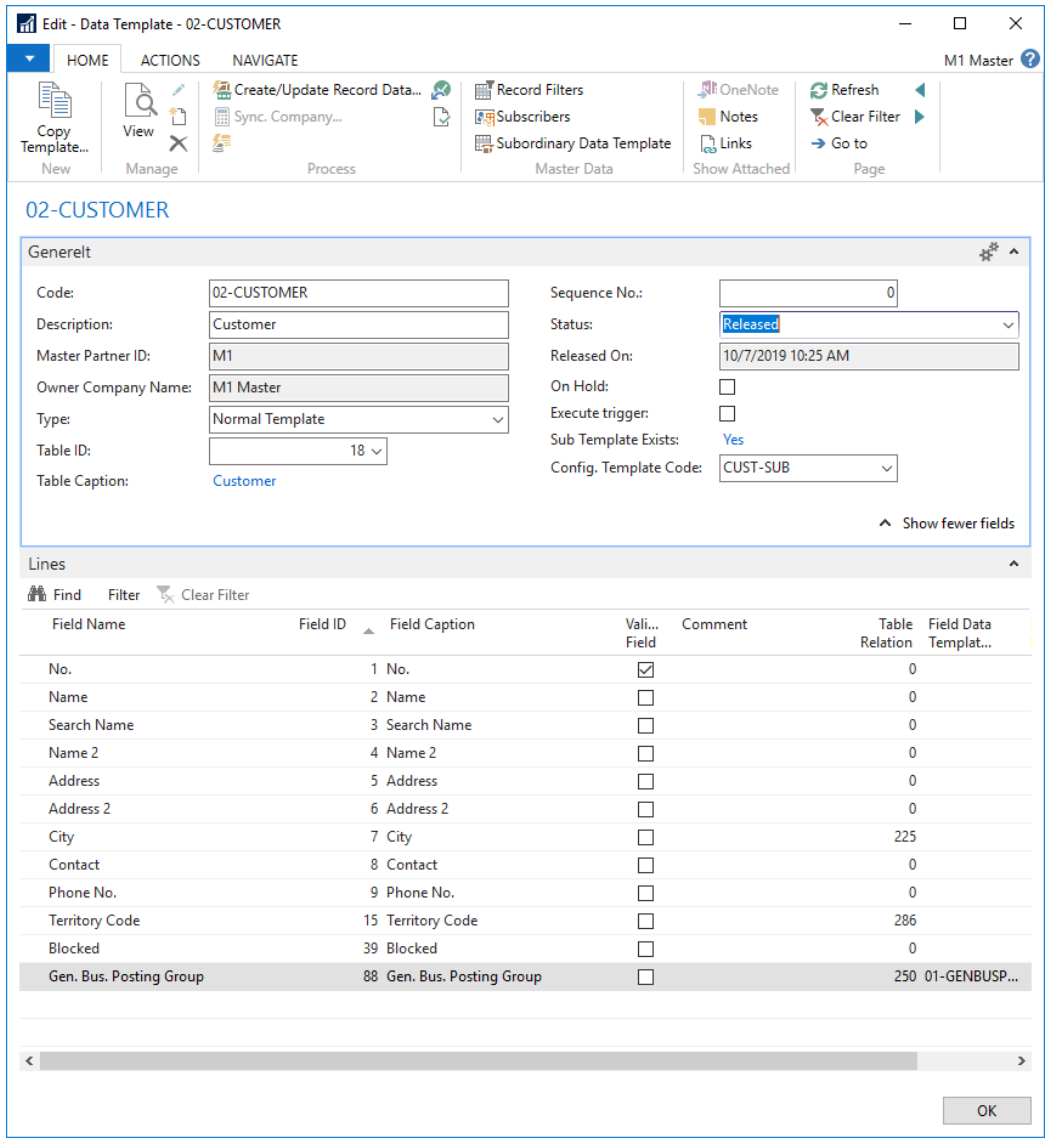 Edit - Data Template - 02-CUSTOMER
HOME ACTIONS NAVIGATE M1 Master ?
Copy Template...
New
View
Manage
Create/Update Record Data...
Sync. Company...
Process
Record Filters
Subscribers
Subordinary Data Template
Master Data
OneNote
Notes
Links
Show Attached
Refresh
Clear Filter
Go to
Page
02-CUSTOMER
Generelt
Code: 02-CUSTOMER
Description: Customer
Master Partner ID: M1
Owner Company Name: M1 Master
Type: Normal Template
Table ID: 18
Table Caption: Customer
Sequence No.: 0
Status: Released
Released On: 10/7/2019 10:25 AM
On Hold:
Execute trigger:
Sub Template Exists: Yes
Config. Template Code: CUST-SUB
Show fewer fields
Lines
Find Filter Clear Filter
Field Name Field ID Field Caption Vali... Field Comment Table Relation Field Data Templat...
No. 1 No. 0
Name 2 Name 0
Search Name 3 Search Name 0
Name 2 4 Name 2 0
Address 5 Address 0
Address 2 6 Address 2 0
City 7 City 225
Contact 8 Contact 0
Phone No. 9 Phone No. 0
Territory Code 15 Territory Code 286
Blocked 39 Blocked 0
Gen. Bus. Posting Group 88 Gen. Bus. Posting Group 250 01-GENBUSP...
OK